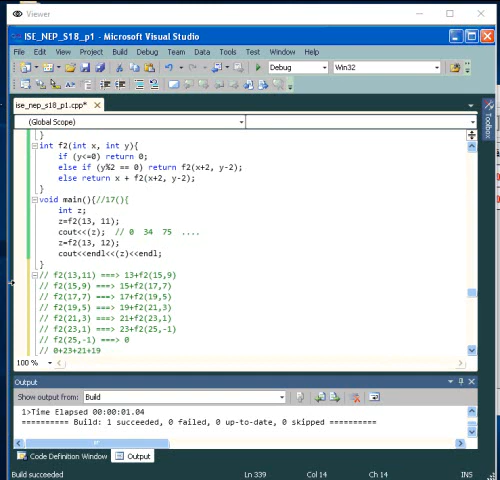 Viewer
ISE_NEP_S18_p1 - Microsoft Visual Studio
File Edit View Project Build Debug Team Data Tools Test Window Help
Debug Win32
ise_nep_s18_p1.cpp*
Toolbox
(Global Scope)
}
int f2(int x, int y){
if (y<=0) return 0;
else if (y%2 == 0) return f2(x+2, y-2);
else return x + f2(x+2, y-2);
}
void main(){//17(){
int z;
z=f2(13, 11);
cout<<(z); // 0 34 75 ....
z=f2(13, 12);
cout<<endl<<(z)<<endl;
}
// f2(13,11) ===> 13+f2(15,9)
// f2(15,9) ===> 15+f2(17,7)
// f2(17,7) ===> 17+f2(19,5)
// f2(19,5) ===> 19+f2(21,3)
// f2(21,3) ===> 21+f2(23,1)
// f2(23,1) ===> 23+f2(25,-1)
// f2(25,-1) ===> 0
// 0+23+21+19
100 %
Output
Show output from: Build
1>Time Elapsed 00:00:01.04
========== Build: 1 succeeded, 0 failed, 0 up-to-date, 0 skipped ==========
Code Definition Window Output
Build succeeded Ln 339 Col 14 Ch 14